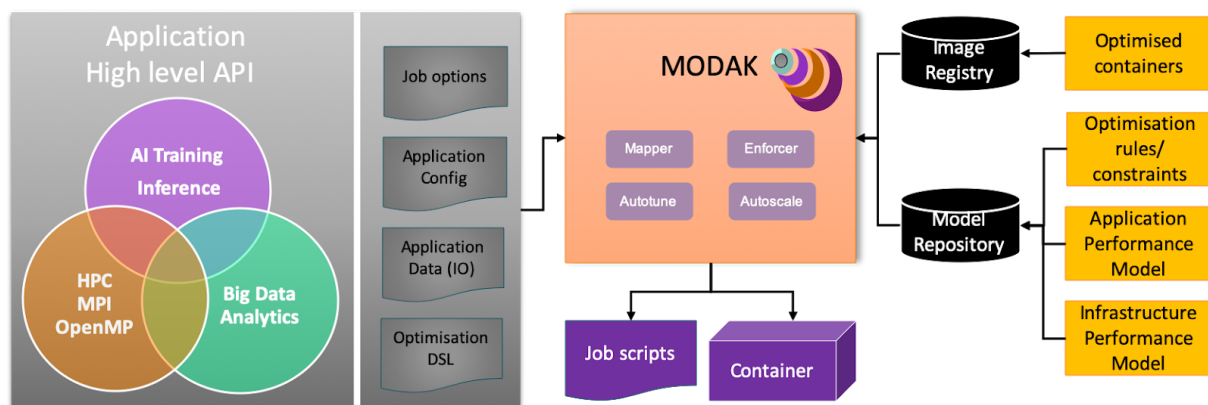 Application
High level API
AI Training
Inference
HPC
MPI
OpenMP
Big Data
Analytics
Job options
Application
Config
Application
Data (IO)
Optimisation
DSL
MODAK
Mapper
Enforcer
Autotune
Autoscale
Job scripts
Container
Image
Registry
Model
Repository
Optimised
containers
Optimisation
rules/
constraints
Application
Performance
Model
Infrastructure
Performance
Model